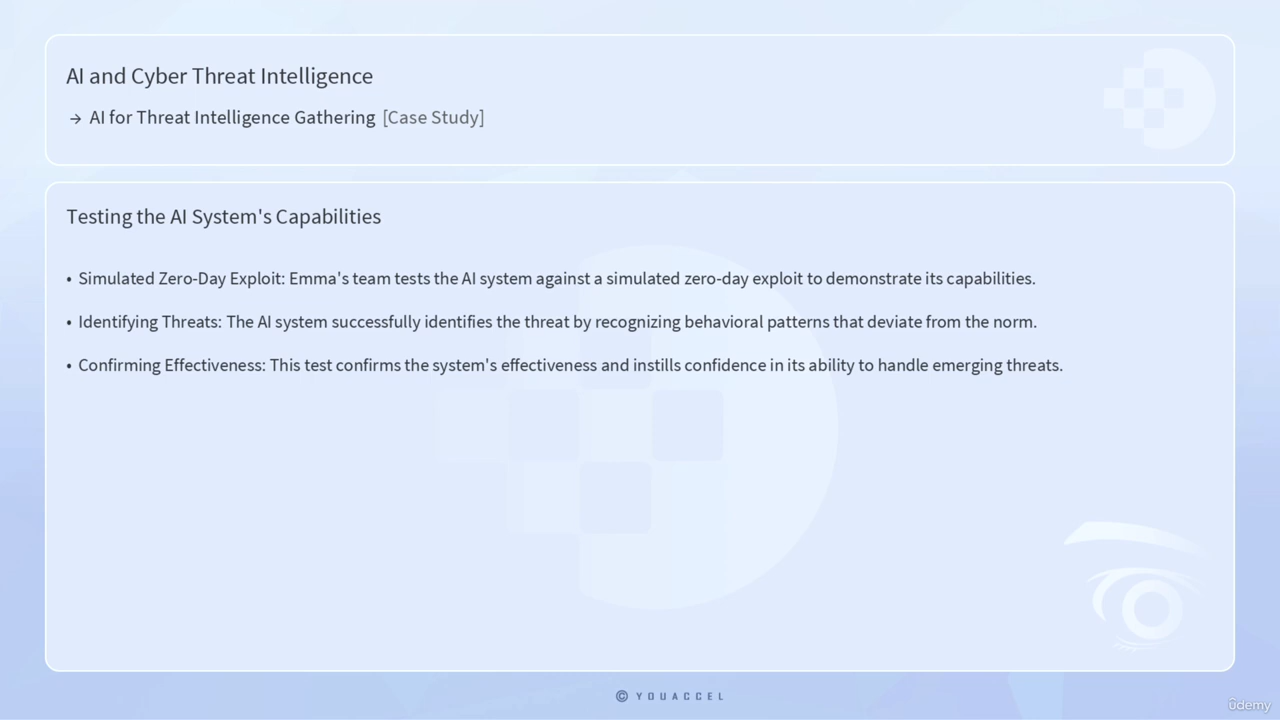 AI and Cyber Threat Intelligence
→ AI for Threat Intelligence Gathering [Case Study]
Testing the AI System's Capabilities
• Simulated Zero-Day Exploit: Emma's team tests the AI system against a simulated zero-day exploit to demonstrate its capabilities.
• Identifying Threats: The AI system successfully identifies the threat by recognizing behavioral patterns that deviate from the norm.
• Confirming Effectiveness: This test confirms the system's effectiveness and instills confidence in its ability to handle emerging threats.
© YOUACCEL
ûdemy